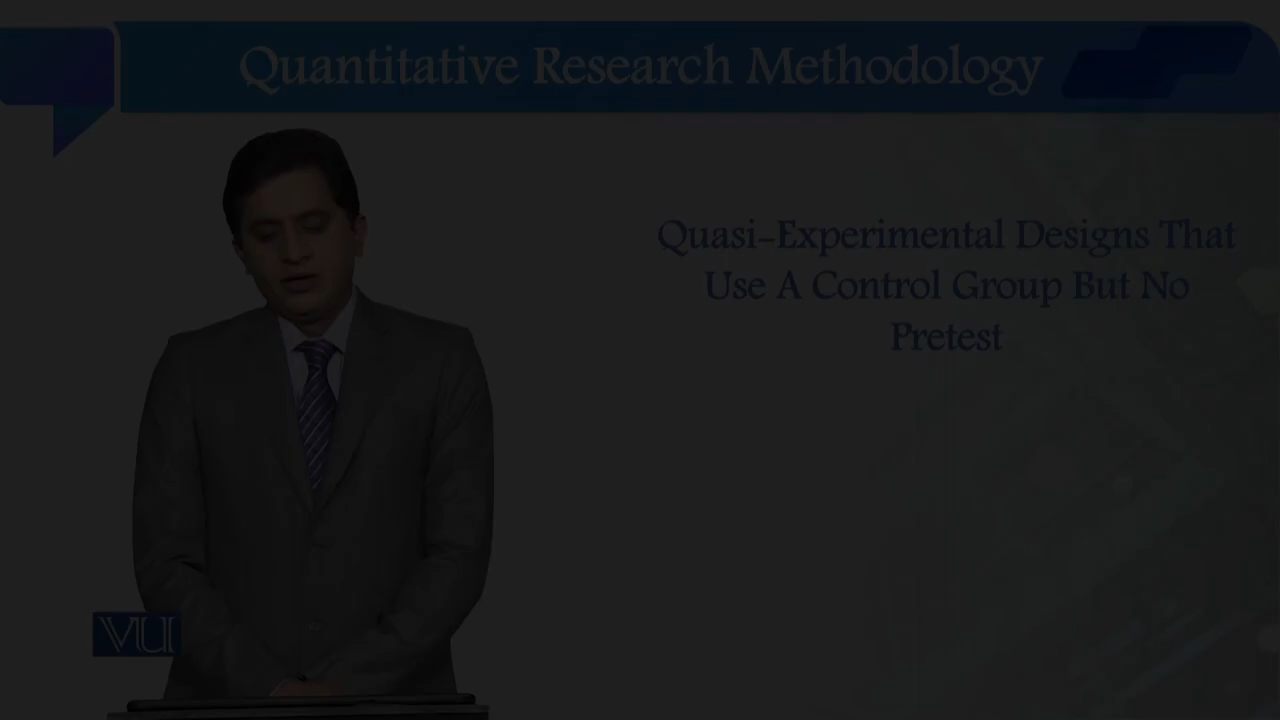 Quantitative Research Methodology
Quasi-Experimental Designs That
Use A Control Group But No
Pretest
VU